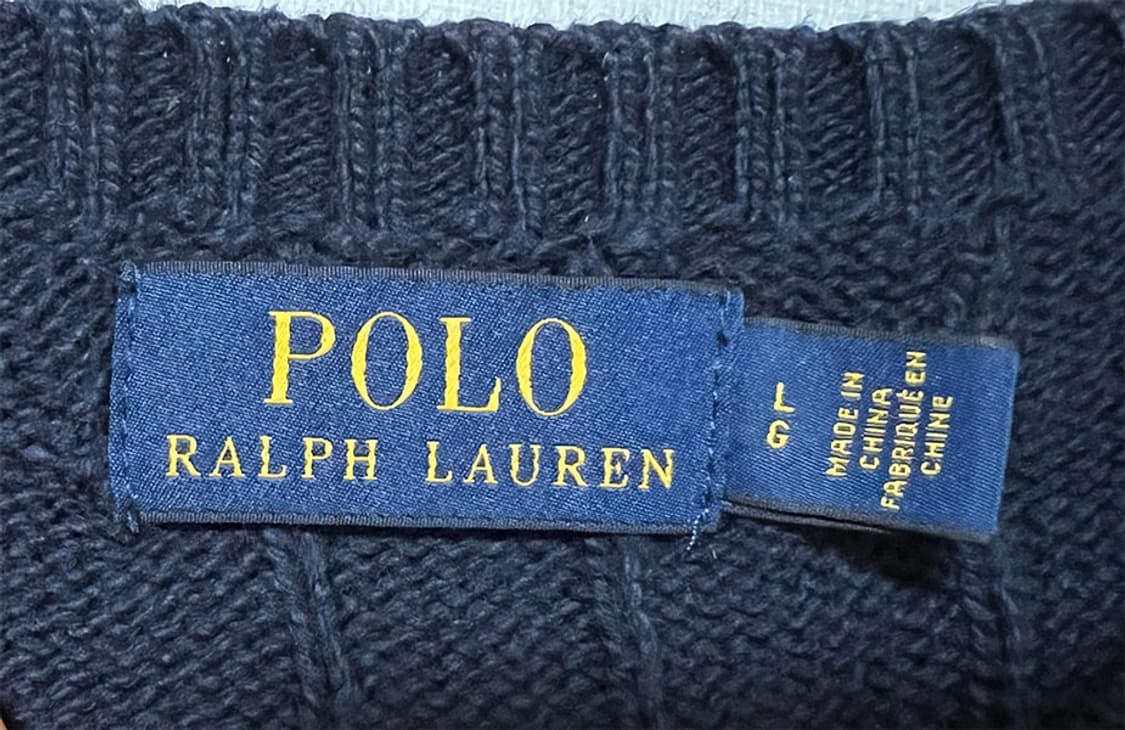 POLO
RALPH LAUREN
L
G
MADE IN
CHINA
FABRIQUÉ EN
CHINE